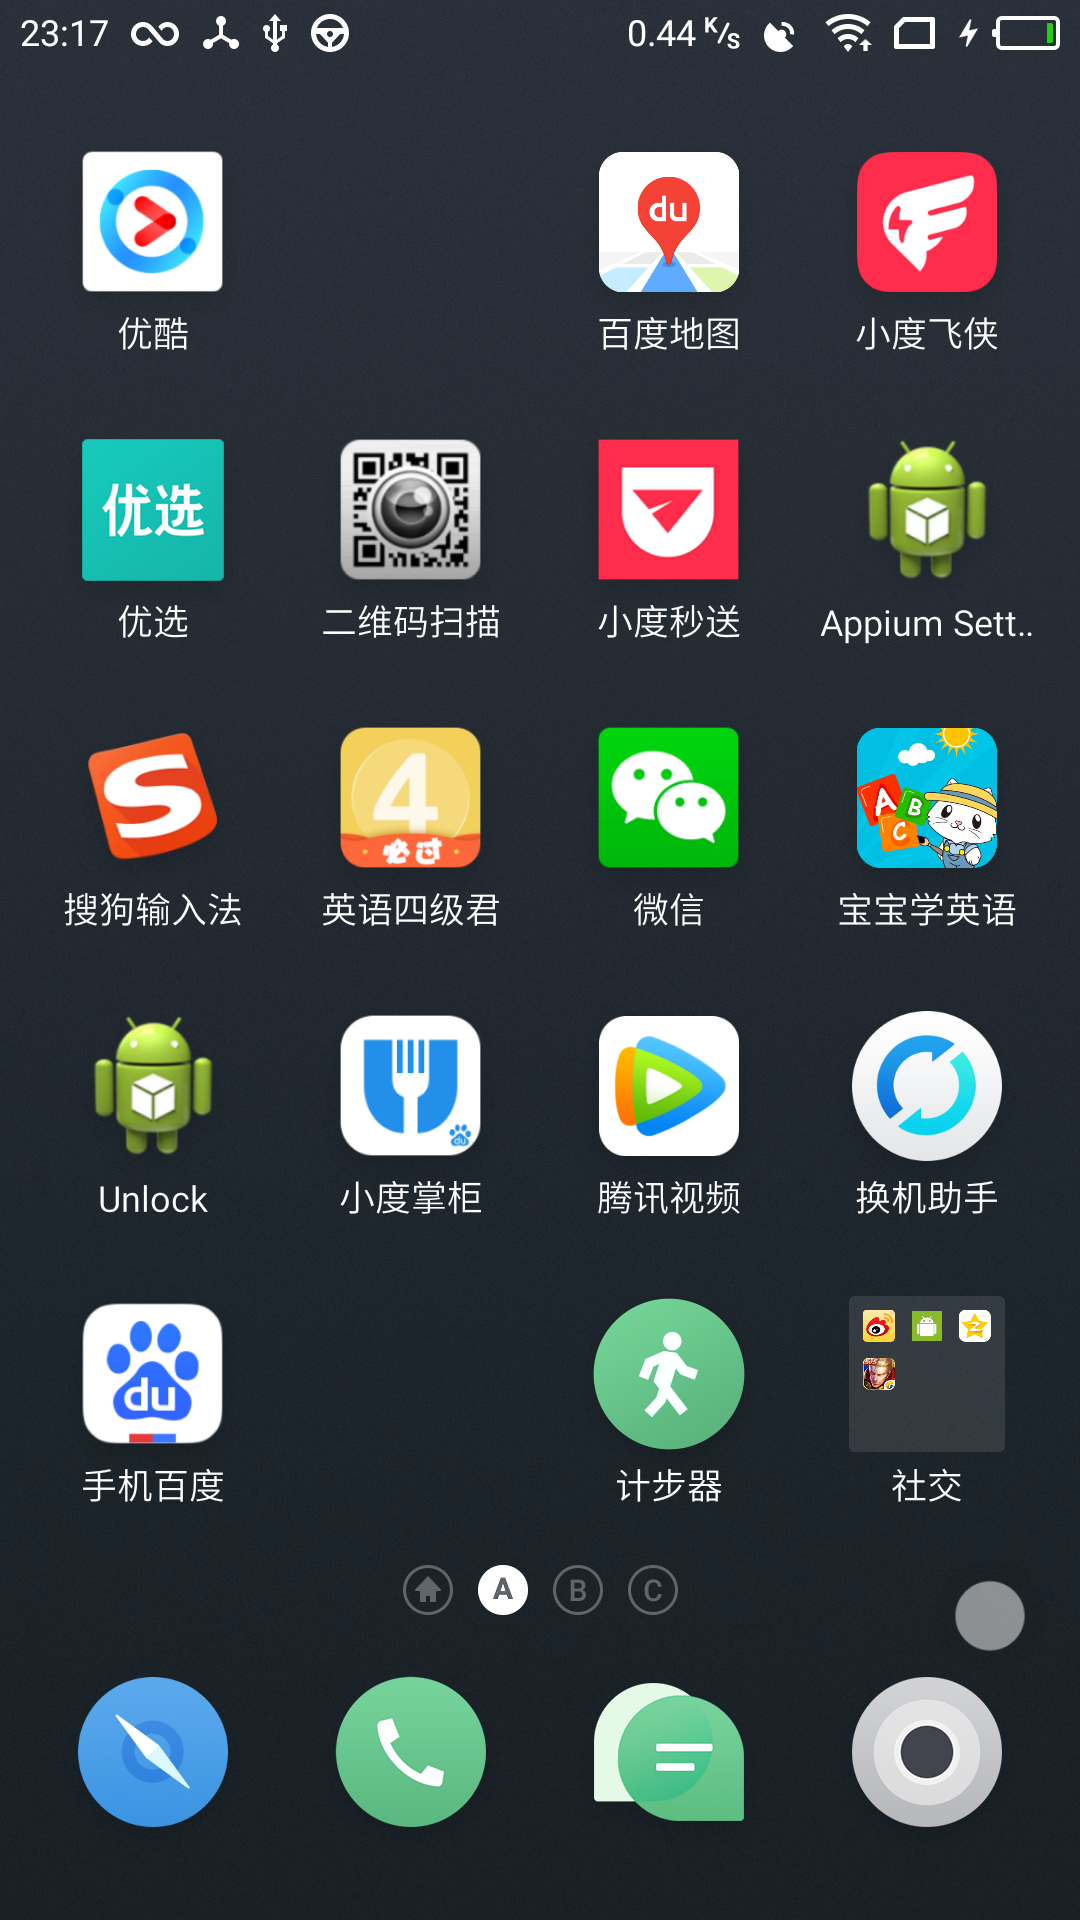 23:17
0.44 K/s
du
优酷
百度地图
小度飞侠
优选
优选
二维码扫描
小度秒送
Appium Sett..
S
4
必过
A
B
C
搜狗输入法
英语四级君
微信
宝宝学英语
du
Unlock
小度掌柜
腾讯视频
换机助手
du
手机百度
计步器
社交
A
B
C